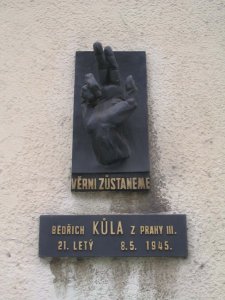 VĚRNI ZŮSTANEME
BEDŘICH KŮLA Z PRAHY III.
21. LETÝ 8.5. 1945.